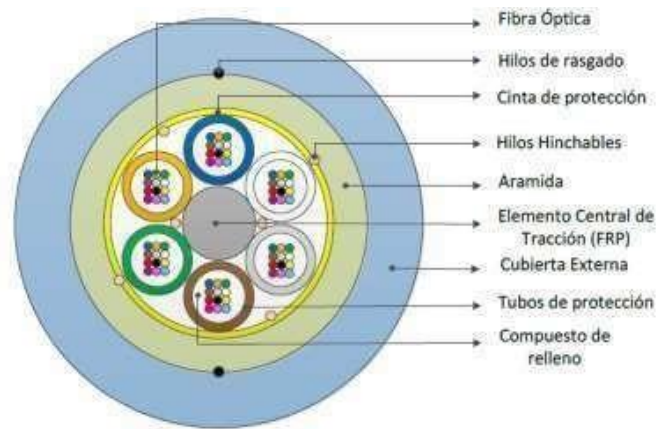 Fibra Óptica
Hilos de rasgado
Cinta de protección
Hilos Hinchables
Aramida
Elemento Central de
Tracción (FRP)
Cubierta Externa
Tubos de protección
Compuesto de
relleno